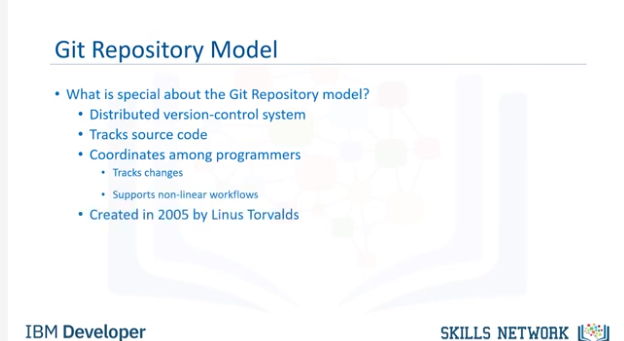 Git Repository Model
• What is special about the Git Repository model?
• Distributed version-control system
• Tracks source code
• Coordinates among programmers
• Tracks changes
• Supports non-linear workflows
• Created in 2005 by Linus Torvalds
IBM Developer
SKILLS NETWORK